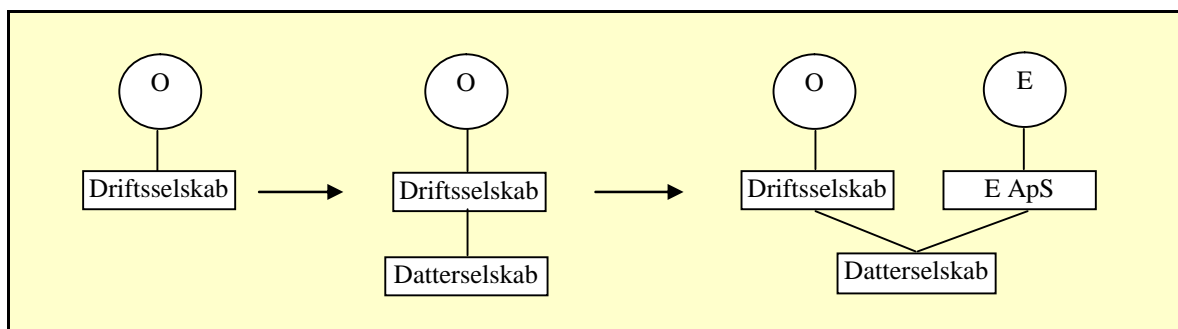 O
O
O
E
Driftsselskab
Driftsselskab
Driftsselskab
E ApS
Datterselskab
Datterselskab